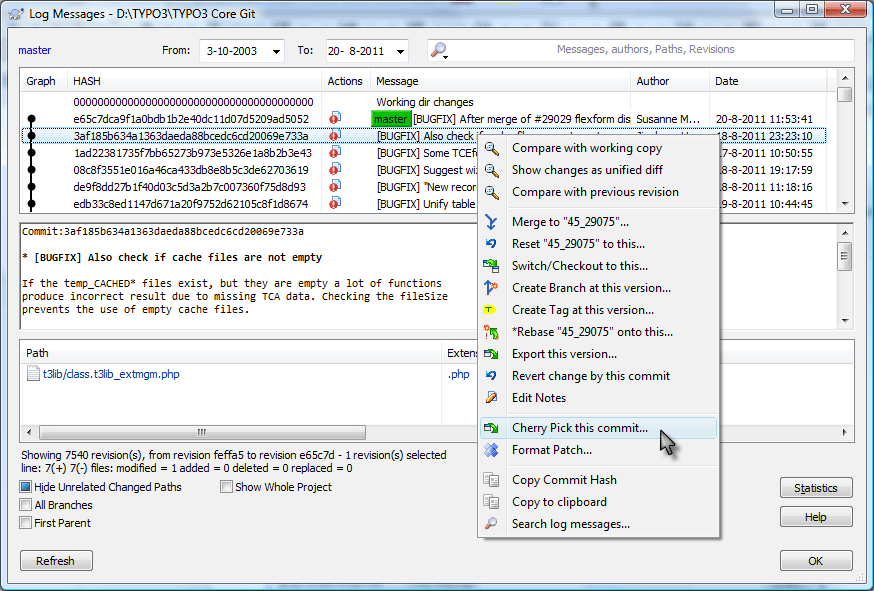 Log Messages - D:\TYPO3\TYPO3 Core Git
master From: 3-10-2003 To: 20- 8-2011 Messages, authors, Paths, Revisions
Graph HASH Actions Message Author Date
0000000000000000000000000000000000000000 Working dir changes
e65c7dca9f1a0bdb1b2e40dc11d07d5209ad5052 master [BUGFIX] After merge of #29029 flexform dis Susanne M... 20-8-2011 11:53:41
3af185b634a1363daeda88bcedc6cd20069e733a [BUGFIX] Also check 8-8-2011 23:23:10
1ad22381735f7bb65273b973e5326e1a8b2b3e43 [BUGFIX] Some TCEf 7-8-2011 10:50:55
08c8f3551e016a46ca433db8e5b8c5de62703619 [BUGFIX] Suggest wi 8-8-2011 19:17:59
de9f8dd27b1f40d03c5d3a2b7c007360f75d8d93 [BUGFIX] "New recor 8-8-2011 11:18:16
edb33c8ed1147d671a20f9752d62105c8f1d8674 [BUGFIX] Unify table 9-8-2011 10:44:45
Commit:3af185b634a1363daeda88bcedc6cd20069e733a
* [BUGFIX] Also check if cache files are not empty
If the temp_CACHED* files exist, but they are empty a lot of functions
produce incorrect result due to missing TCA data. Checking the fileSize
prevents the use of empty cache files.
Path Extens
t3lib/class.t3lib_extmgm.php .php
Compare with working copy
Show changes as unified diff
Compare with previous revision
Merge to "45_29075"...
Reset "45_29075" to this...
Switch/Checkout to this...
Create Branch at this version...
Create Tag at this version...
*Rebase "45_29075" onto this...
Export this version...
Revert change by this commit
Edit Notes
Cherry Pick this commit...
Format Patch...
Copy Commit Hash
Copy to clipboard
Search log messages...
Showing 7540 revision(s), from revision feffa5 to revision e65c7d - 1 revision(s) selected
line: 7(+) 7(-) files: modified = 1 added = 0 deleted = 0 replaced = 0
Hide Unrelated Changed Paths Show Whole Project
All Branches
First Parent
Statistics
Help
Refresh OK